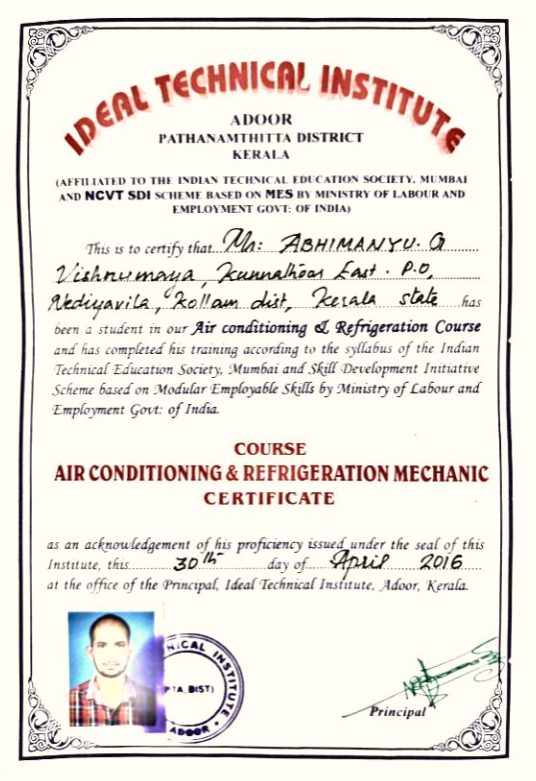 IDEAL TECHNICAL INSTITUTE
ADOOR
PATHANAMTHITTA DISTRICT
KERALA
(AFFILIATED TO THE INDIAN TECHNICAL EDUCATION SOCIETY, MUMBAI
AND NCVT SDI SCHEME BASED ON MES BY MINISTRY OF LABOUR AND
EMPLOYMENT GOVT: OF INDIA)
This is to certify that Mr: ABHIMANYU. G
Vishnumaya, Kunnathoor East. P.O,
Nediyavila, Kollam dist, Kerala state has
been a student in our Air conditioning & Refrigeration Course
and has completed his training according to the syllabus of the Indian
Technical Education Society, Mumbai and Skill Development Initiative
Scheme based on Modular Employable Skills by Ministry of Labour and
Employment Govt: of India.
COURSE
AIR CONDITIONING & REFRIGERATION MECHANIC
CERTIFICATE
as an acknowledgement of his proficiency issued under the seal of this
Institute, this 30th day of April 2016
at the office of the Principal, Ideal Technical Institute, Adoor, Kerala.
TECHNICAL INSTITUTE
DIST)
ADOOR
Principal